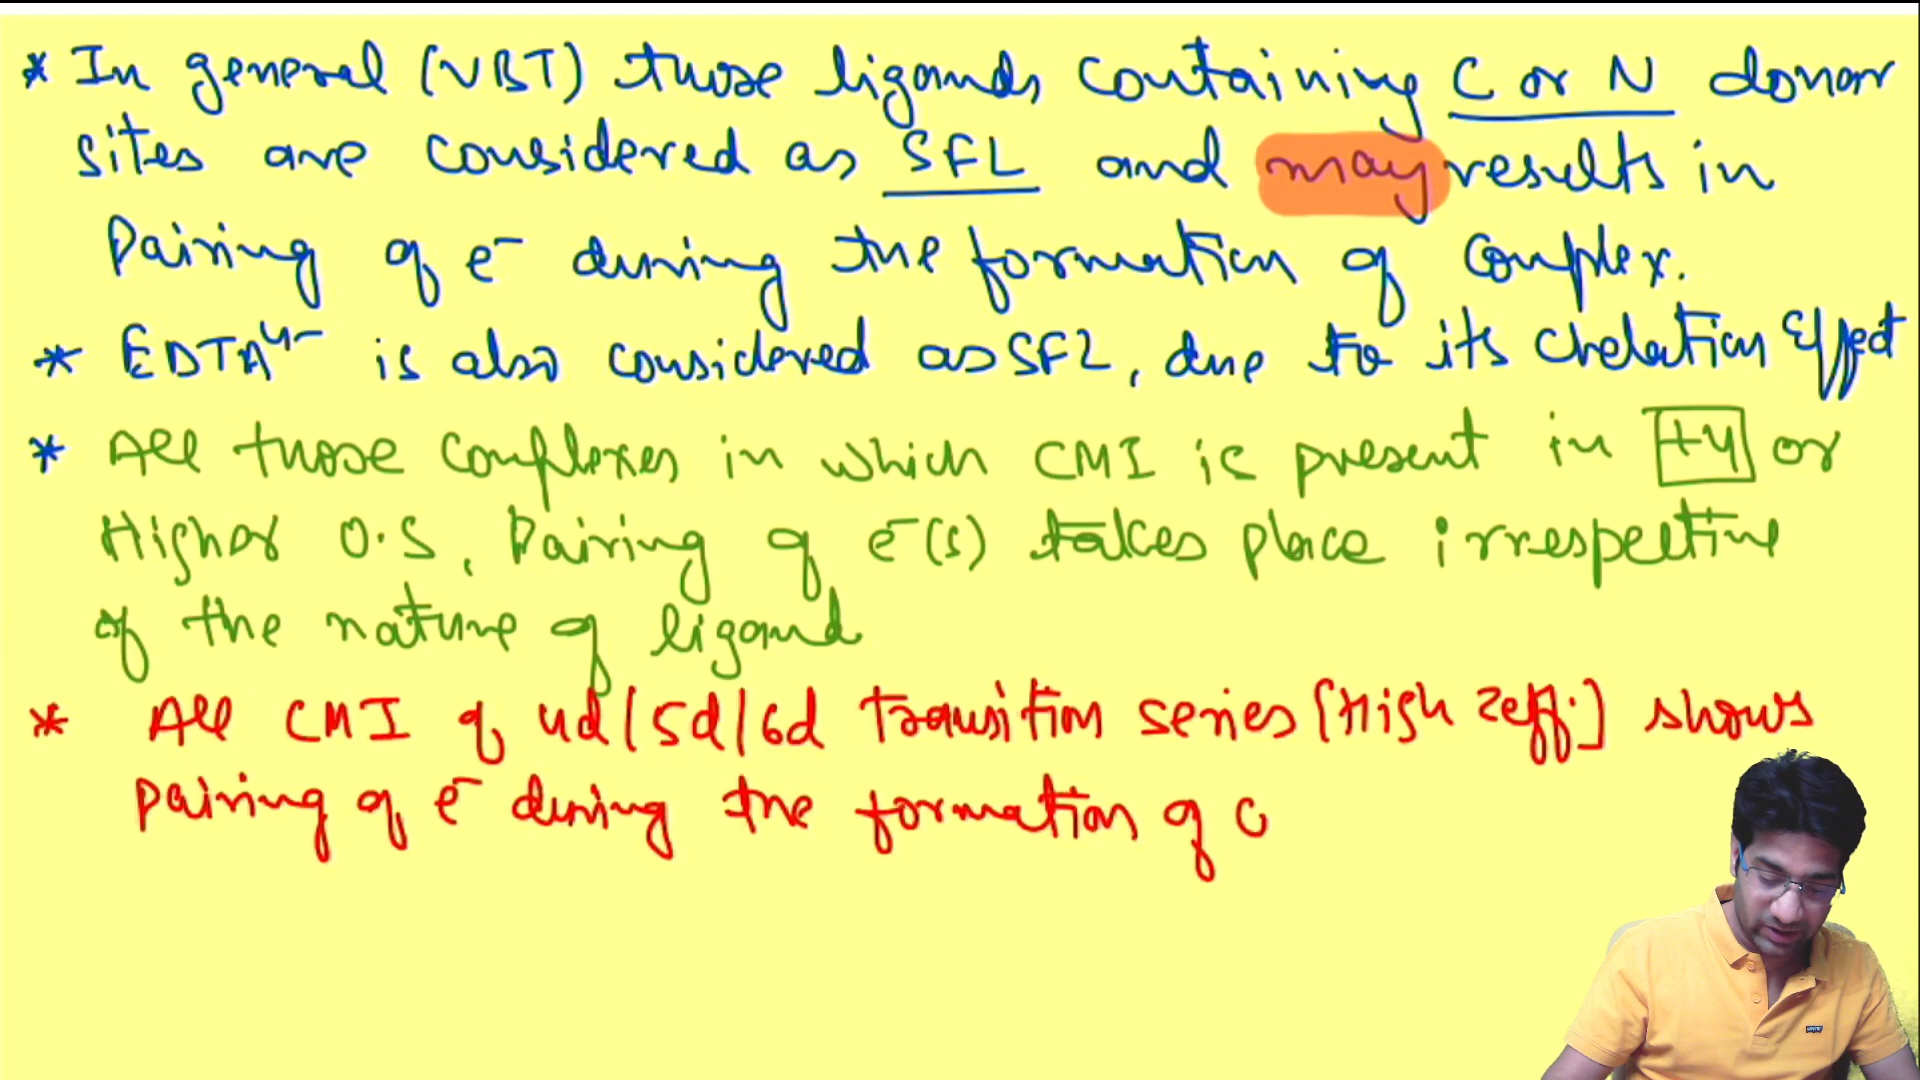 * In general (VBT) those ligands containing C or N donor
sites are considered as SFL and may results in
Pairing of e⁻ during the formation of Complex.
* EDTA⁴⁻ is also considered as SFL, due to its chelation Effect
* All those complexes in which CMI is present in +4 or
Higher O.S, Pairing of e⁻(s) takes place irrespective
of the nature of ligand
* All CMI of 4d/5d/6d transition series [High Zeff.] shows
pairing of e⁻ during the formation of c